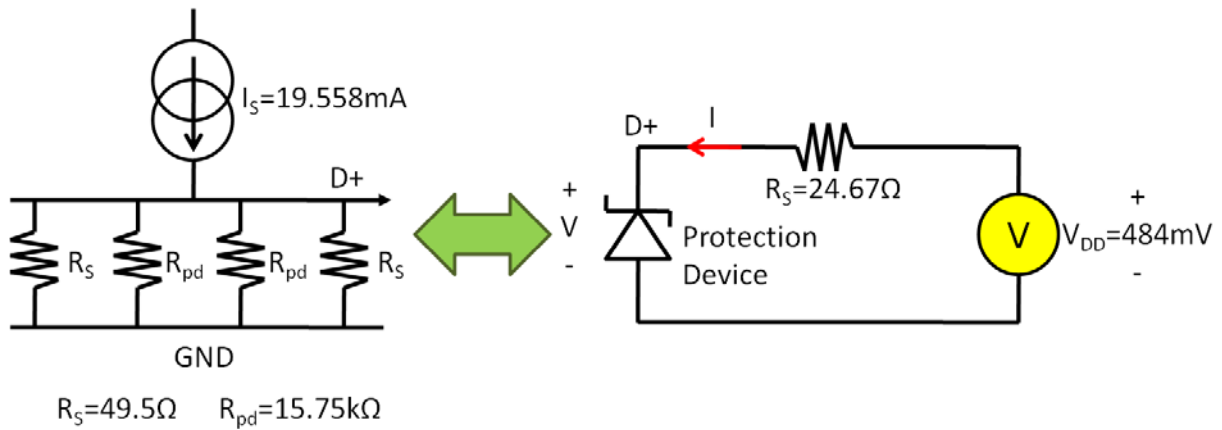 I_S=19.558mA
D+
R_S
R_pd
R_pd
R_S
GND
R_S=49.5Ω R_pd=15.75kΩ
D+
I
R_S=24.67Ω
+
V
-
Protection
Device
V
+
V_DD=484mV
-